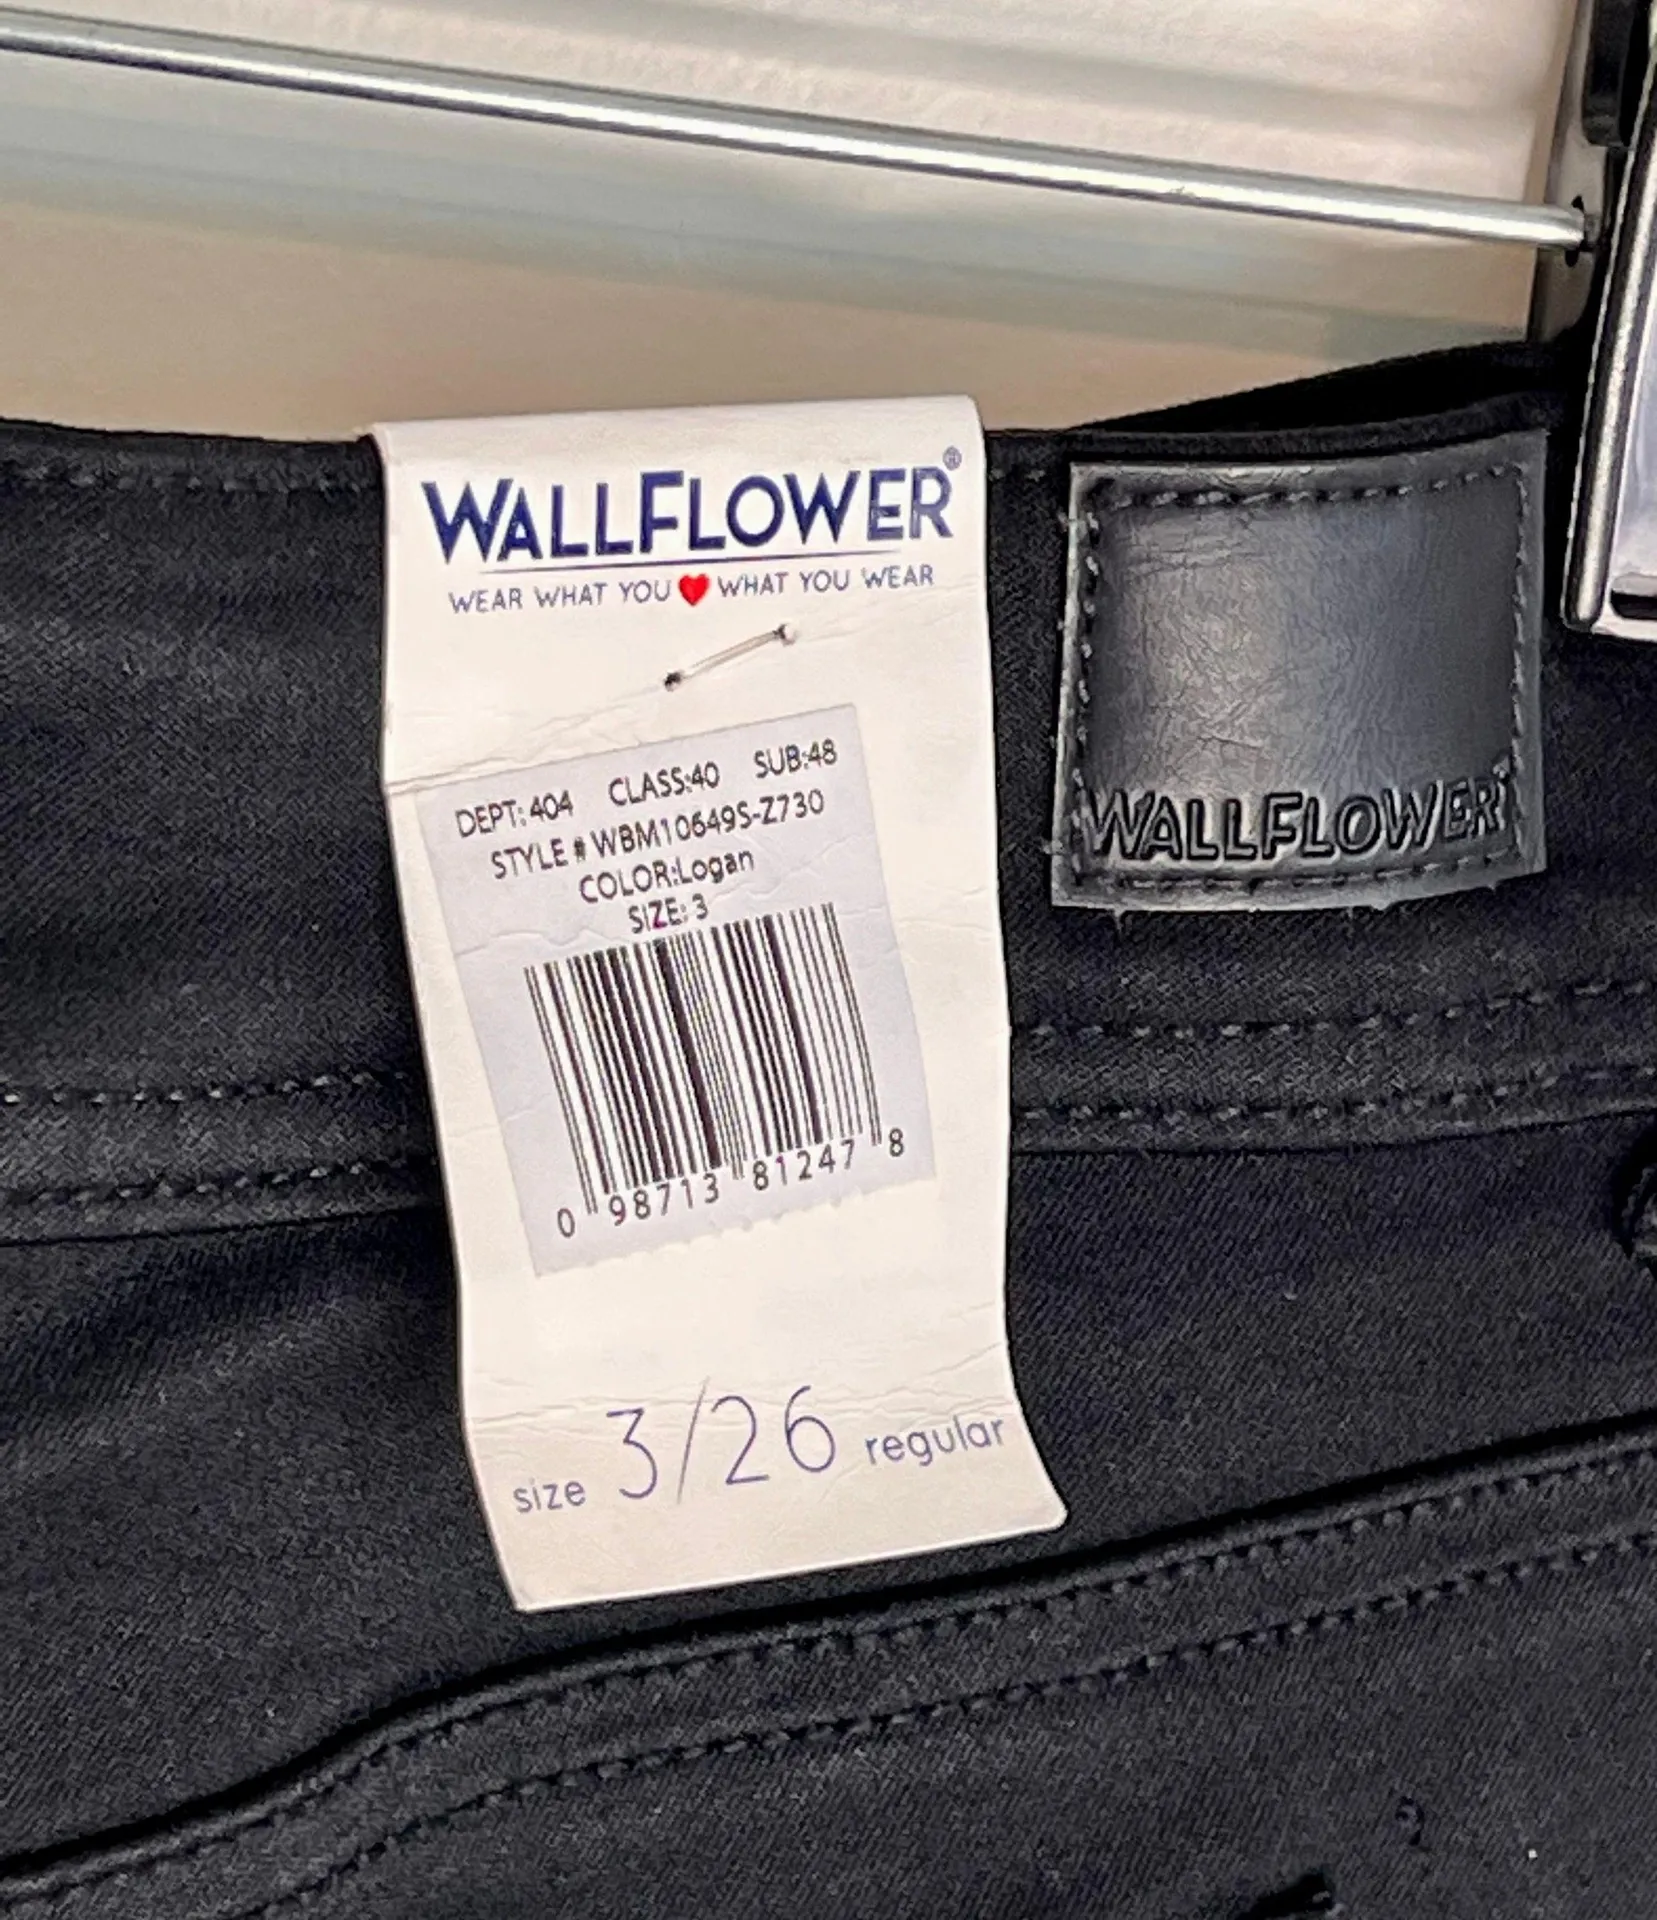 WALLFLOWER®
WEAR WHAT YOU ❤ WHAT YOU WEAR
DEPT: 404 CLASS:40 SUB:48
STYLE # WBM10649S-Z730
COLOR:Logan
SIZE: 3
0 98713 81247 8
size 3/26 regular
WALLFLOWER